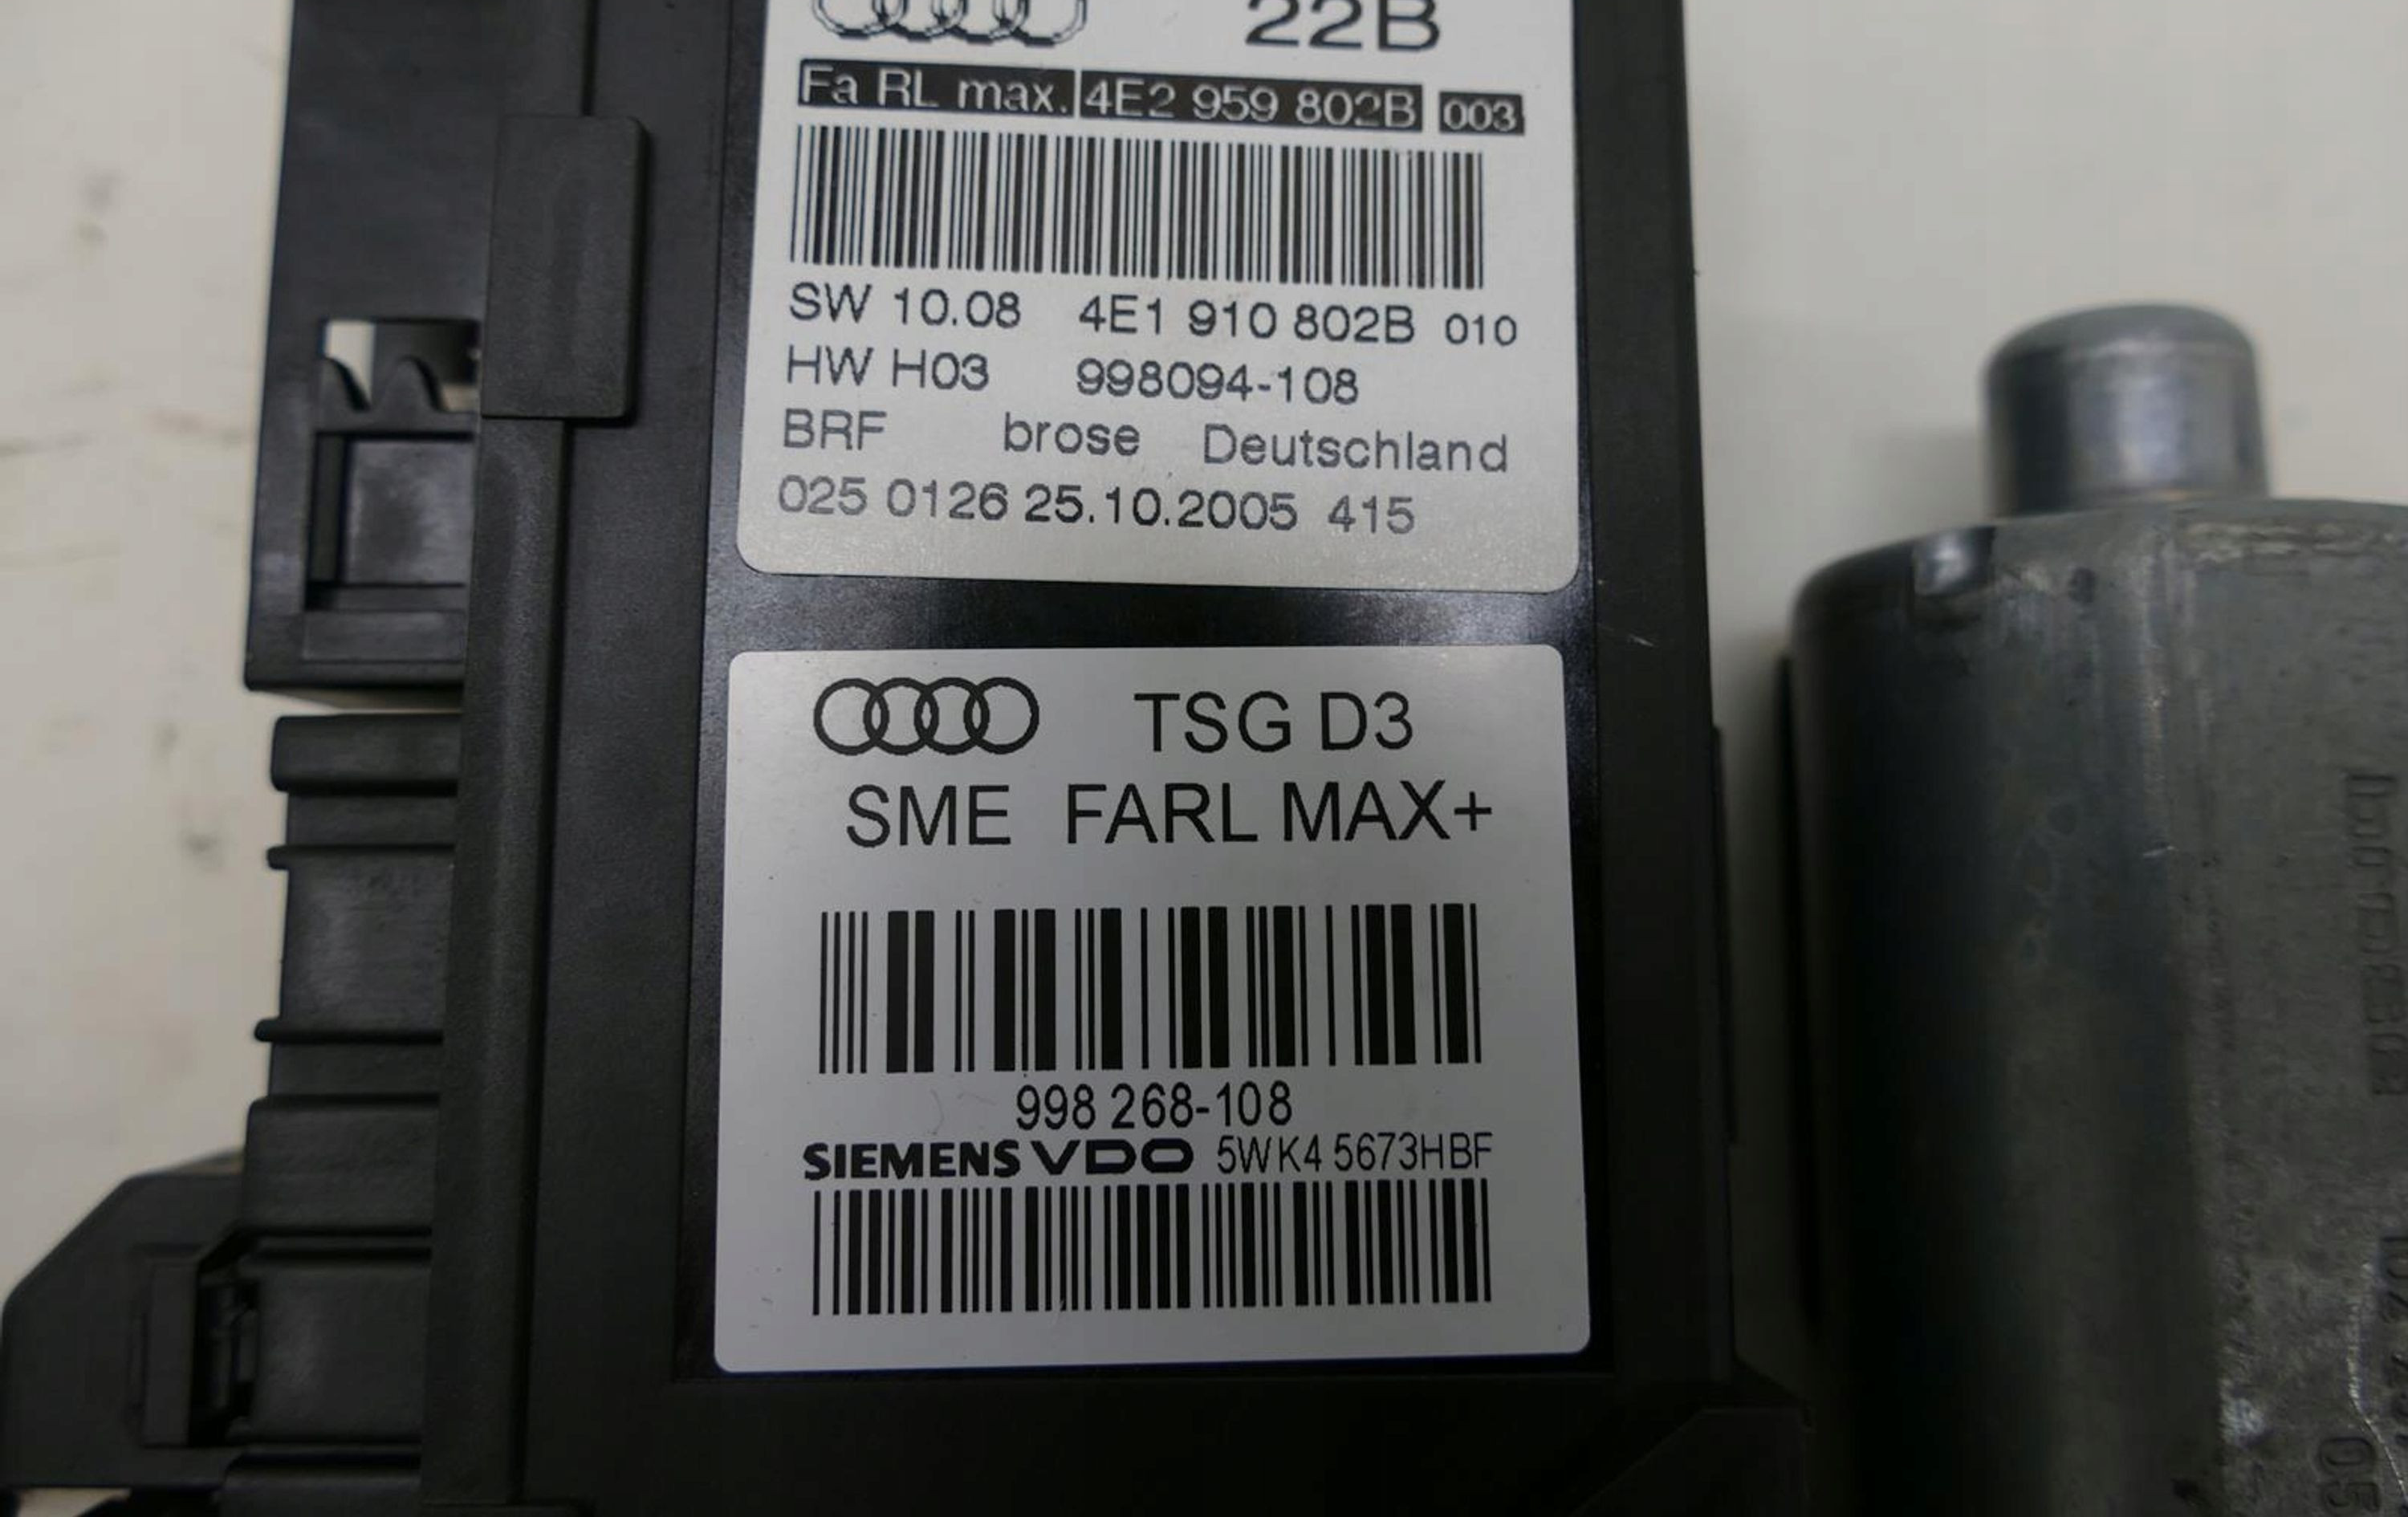 22B
Fa RL max. 4E2 959 802B 003
SW 10.08 4E1 910 802B 010
HW H03 998094-108
BRF brose Deutschland
025 0126 25.10.2005 415
TSG D3
SME FARL MAX+
998 268-108
SIEMENS VDO 5WK4 5673HBF
05